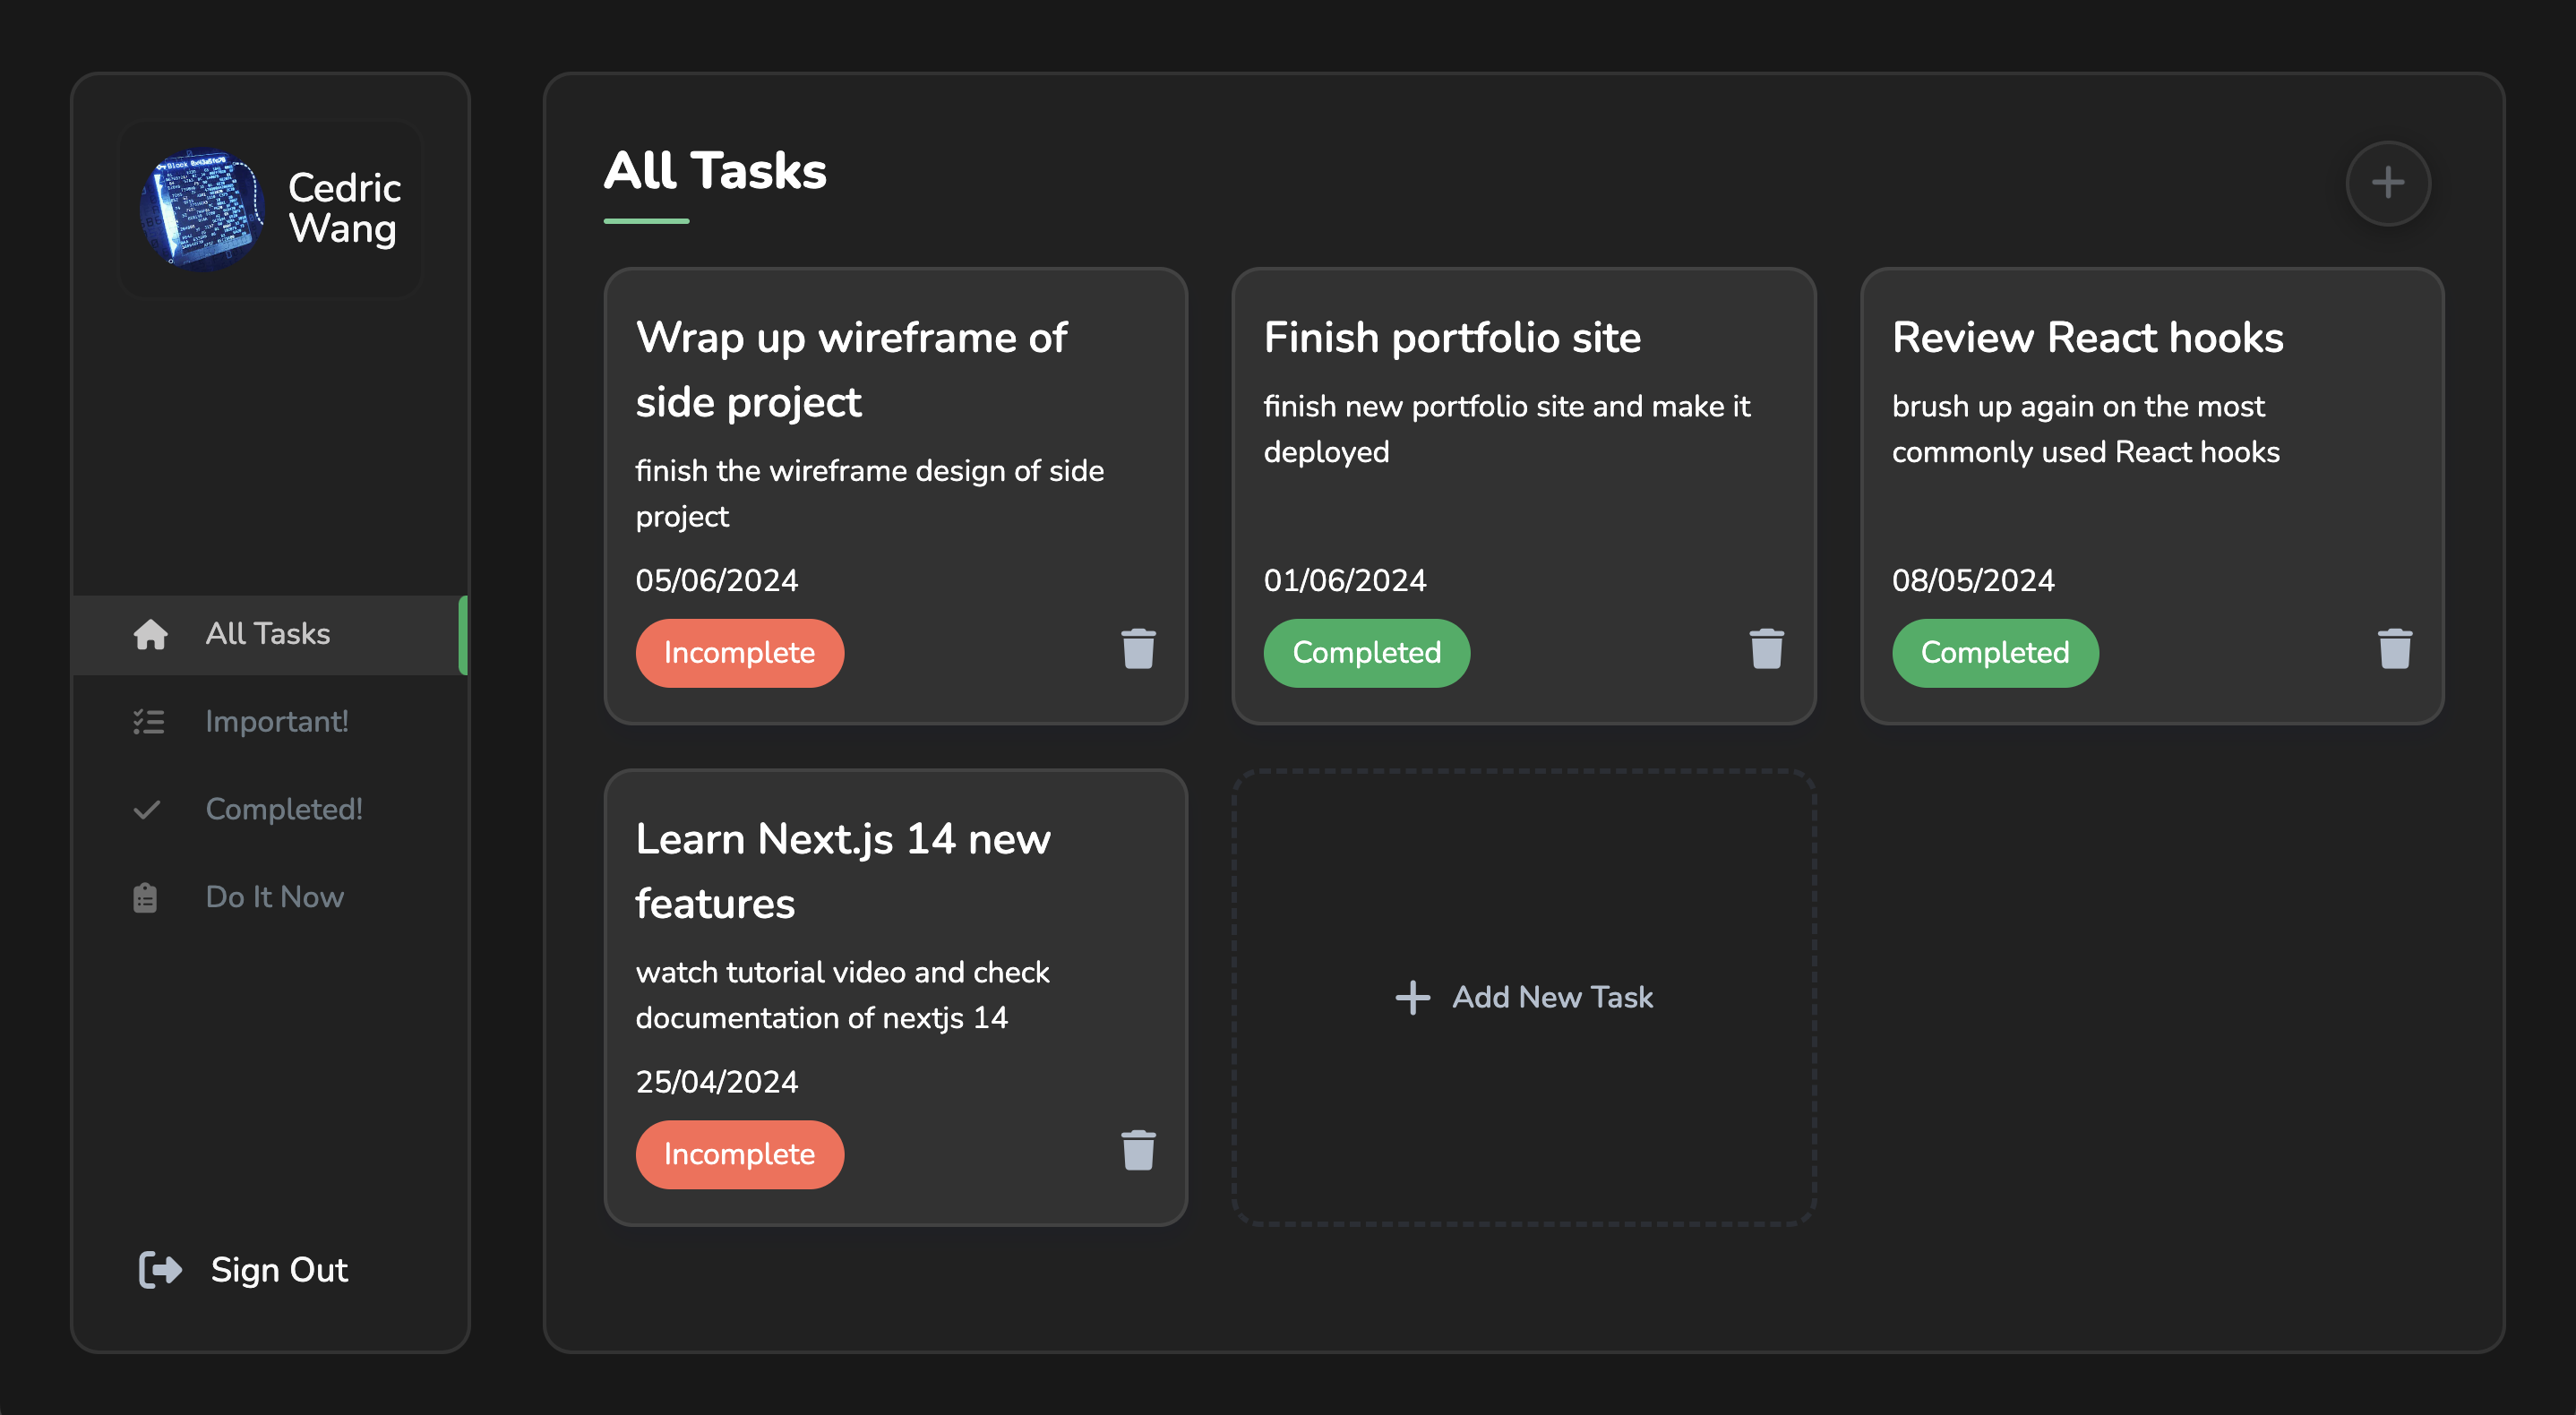 Cedric
Wang
All Tasks
Important!
Completed!
Do It Now
Sign Out
All Tasks
Wrap up wireframe of
side project
finish the wireframe design of side
project
05/06/2024
Incomplete
Finish portfolio site
finish new portfolio site and make it
deployed
01/06/2024
Completed
Review React hooks
brush up again on the most
commonly used React hooks
08/05/2024
Completed
Learn Next.js 14 new
features
watch tutorial video and check
documentation of nextjs 14
25/04/2024
Incomplete
Add New Task